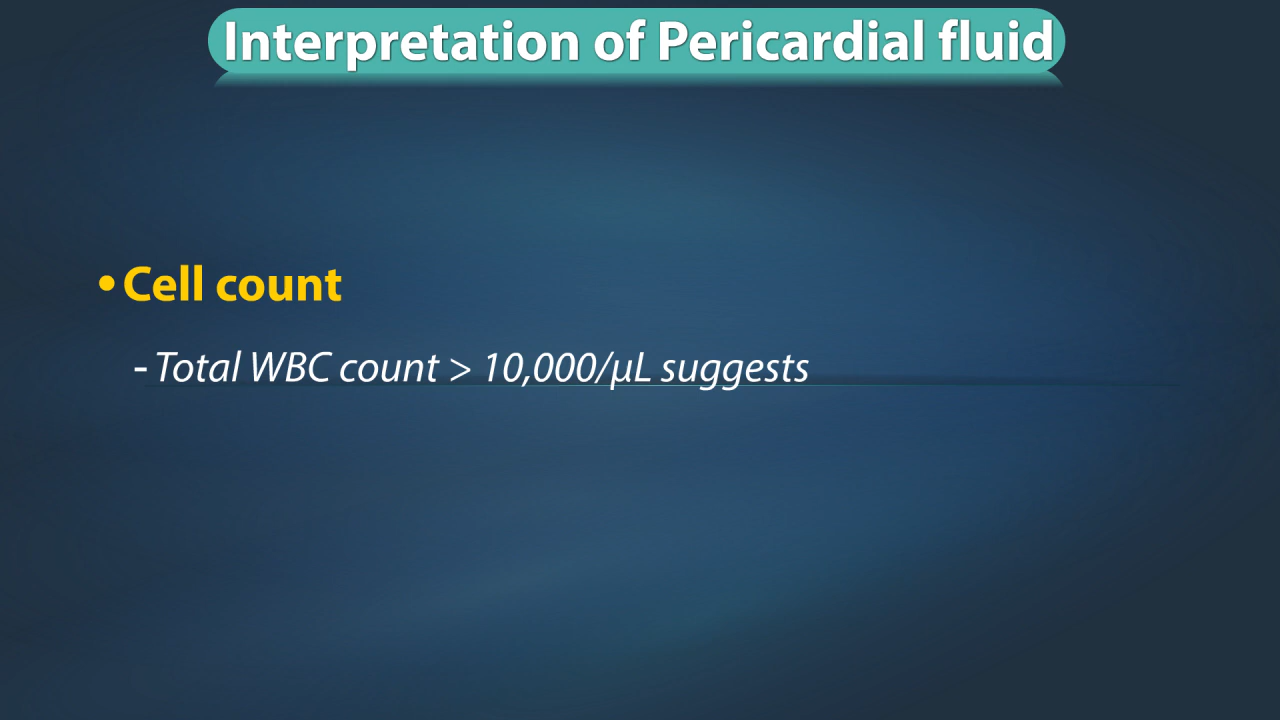 Interpretation of Pericardial fluid
• Cell count
- Total WBC count > 10,000/µL suggests